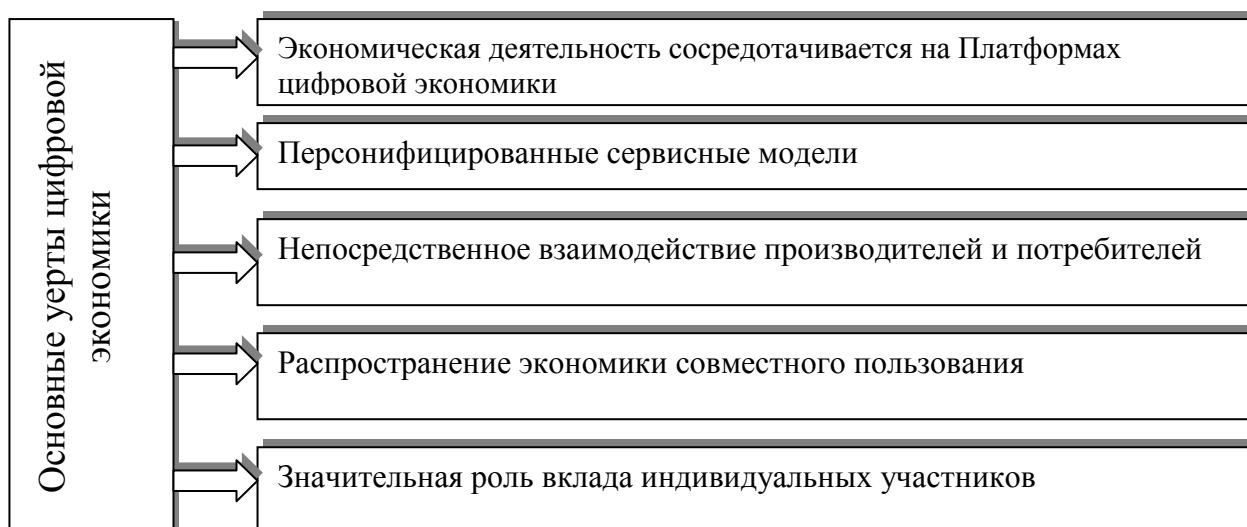 Основные уерты цифровой
экономики
Экономическая деятельность сосредотачивается на Платформах
цифровой экономики
Персонифицированные сервисные модели
Непосредственное взаимодействие производителей и потребителей
Распространение экономики совместного пользования
Значительная роль вклада индивидуальных участников